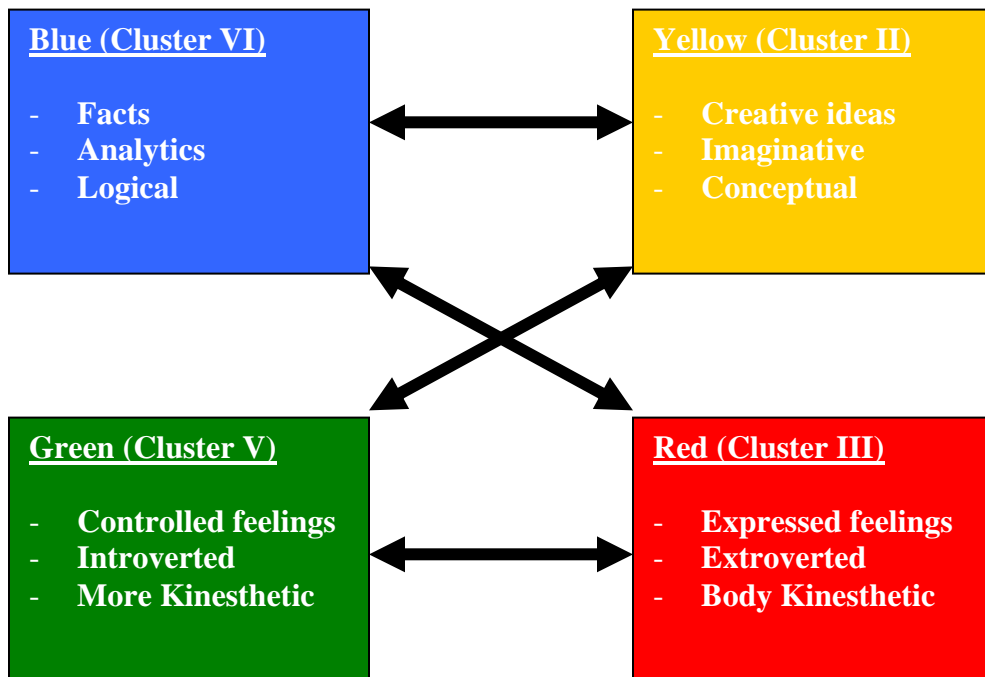 Blue (Cluster VI)
- Facts
- Analytics
- Logical
Yellow (Cluster II)
- Creative ideas
- Imaginative
- Conceptual
Green (Cluster V)
- Controlled feelings
- Introverted
- More Kinesthetic
Red (Cluster III)
- Expressed feelings
- Extroverted
- Body Kinesthetic